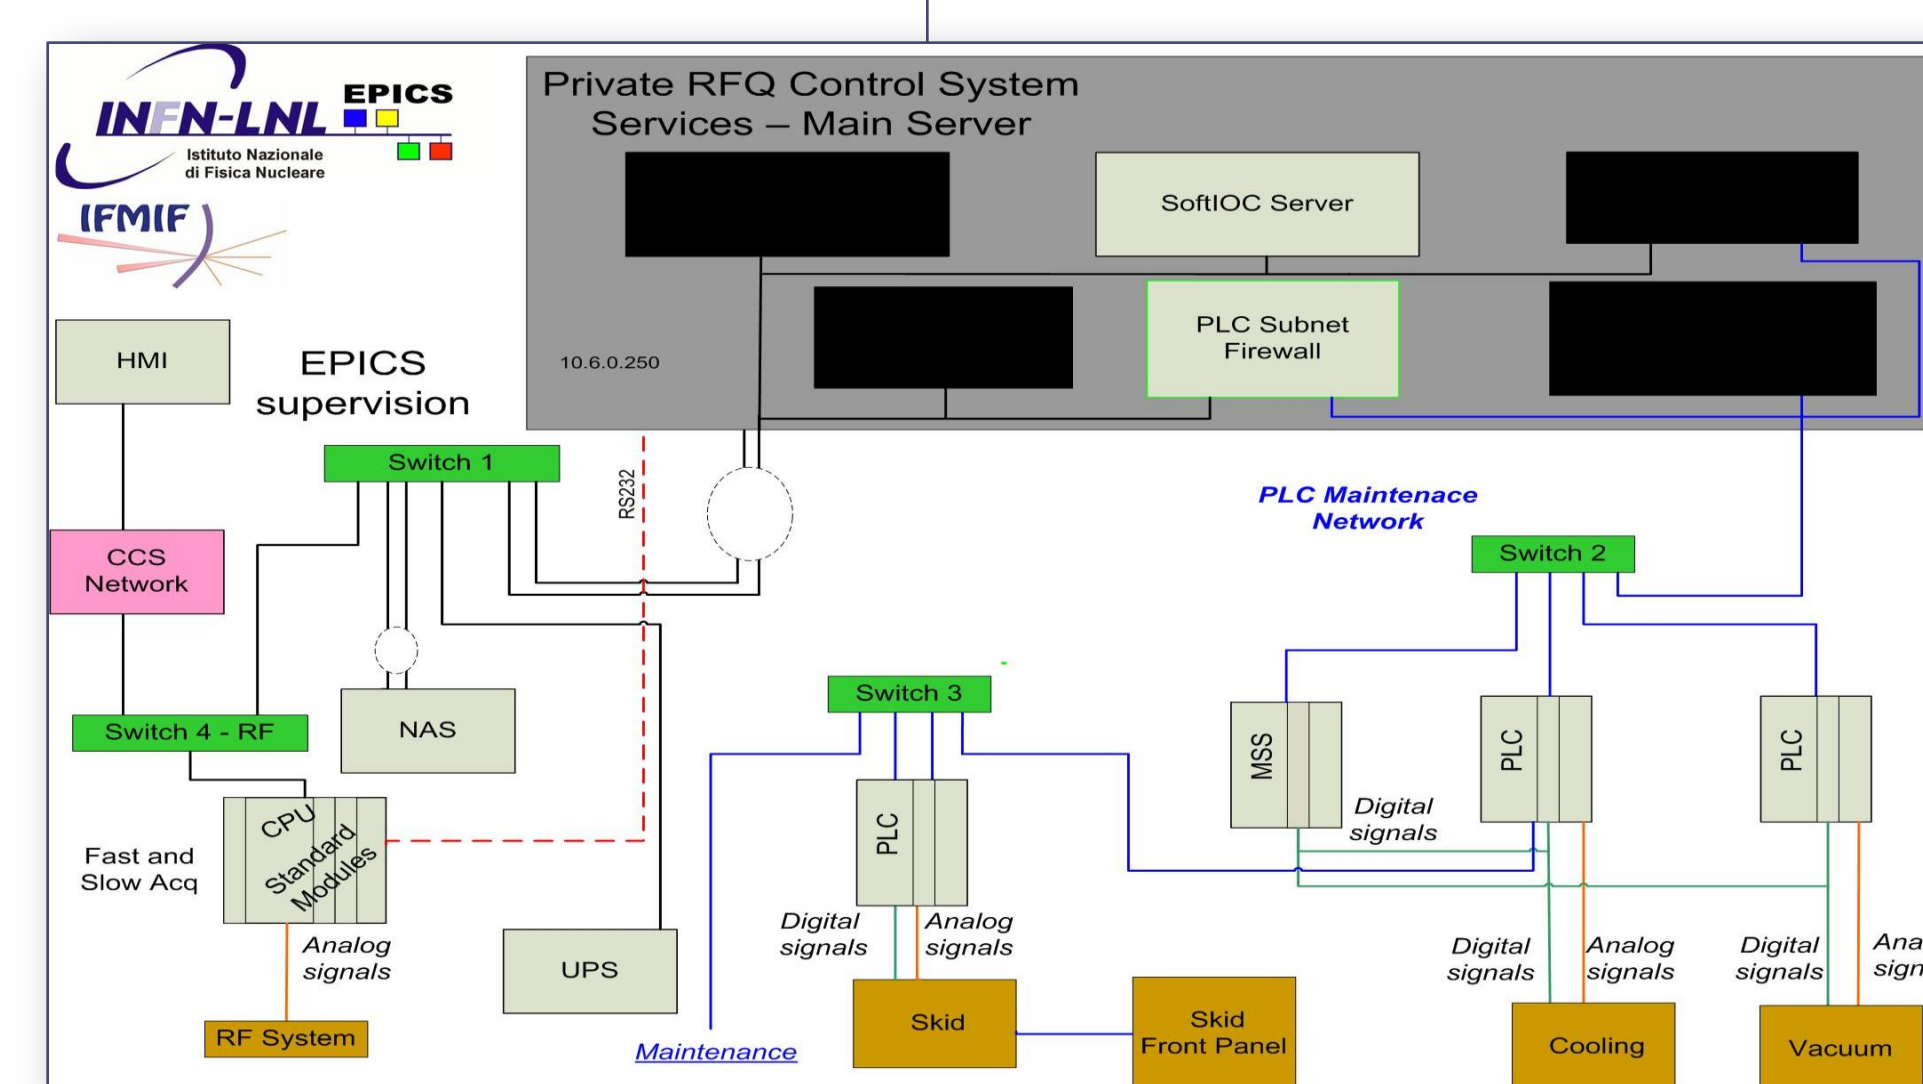 INFN-LNL
EPICS
Istituto Nazionale
di Fisica Nucleare
IFMIF
Private RFQ Control System
Services – Main Server
SoftIOC Server
PLC Subnet
Firewall
10.6.0.250
HMI
EPICS
supervision
Switch 1
RS232
PLC Maintenace
Network
Switch 2
CCS
Network
Switch 3
Switch 4 - RF
NAS
MSS
PLC
PLC
CPU
Standard
Modules
PLC
Digital
signals
Fast and
Slow Acq
Analog
signals
Digital
signals
Analog
signals
Digital
signals
Analog
signals
Digital
signals
UPS
RF System
Maintenance
Skid
Skid
Front Panel
Cooling
Vacuum